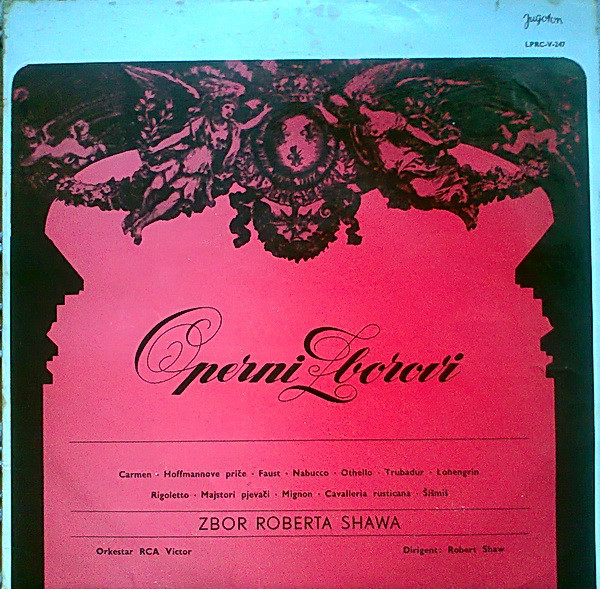 Jugoton
LPRC-V-247
Operni Zborovi
Carmen · Hoffmannove priče · Faust · Nabucco · Othello · Trubadur · Lohengrin
Rigoletto · Majstori pjevači · Mignon · Cavalleria rusticana · Šišmiš
ZBOR ROBERTA SHAWA
Orkestar RCA Victor
Dirigent: Robert Shaw